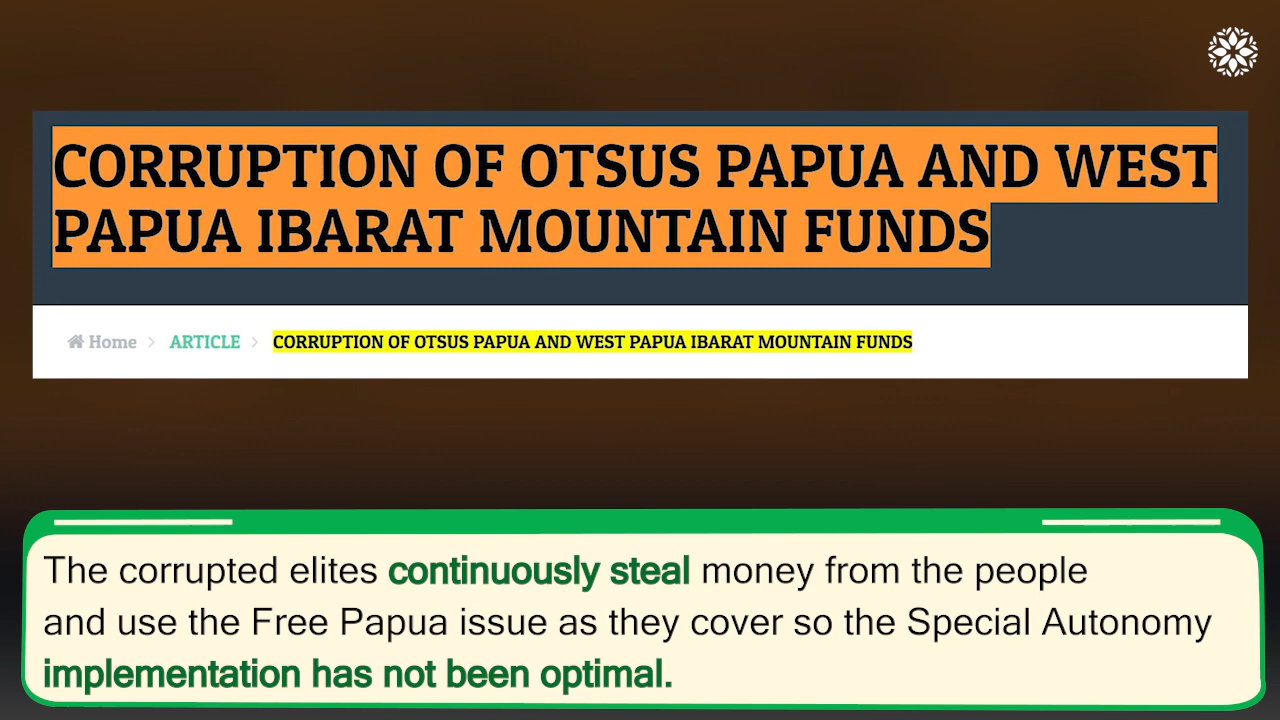 CORRUPTION OF OTSUS PAPUA AND WEST
PAPUA IBARAT MOUNTAIN FUNDS
Home > ARTICLE > CORRUPTION OF OTSUS PAPUA AND WEST PAPUA IBARAT MOUNTAIN FUNDS
The corrupted elites continuously steal money from the people
and use the Free Papua issue as they cover so the Special Autonomy
implementation has not been optimal.